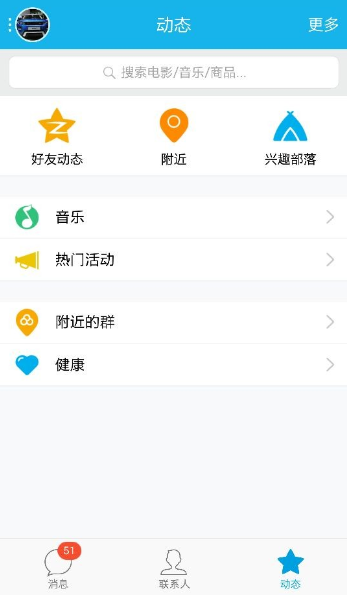 动态
更多
搜索电影/音乐/商品...
好友动态
附近
兴趣部落
音乐
热门活动
附近的群
健康
51
消息
联系人
动态